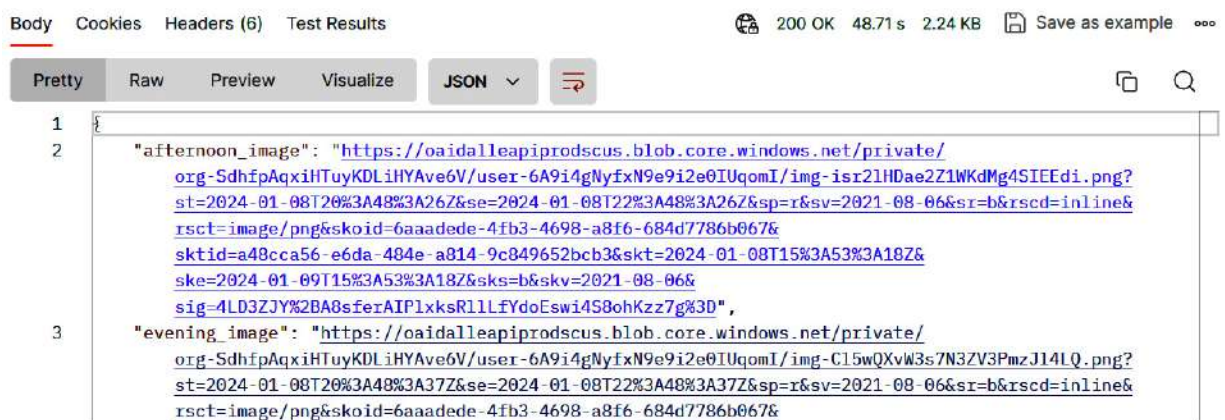 Body Cookies Headers (6) Test Results 200 OK 48.71 s 2.24 KB Save as example
Pretty Raw Preview Visualize JSON
1 {
2 "afternoon_image": "https://oaidalleapiprodscus.blob.core.windows.net/private/
org-SdhfpAqxiHTuyKDLiHYAve6V/user-6A9i4gNyfxN9e9i2e0IUqomI/img-isr2lHDae2Z1WKdMg4SIEEdi.png?
st=2024-01-08T20%3A48%3A26Z&se=2024-01-08T22%3A48%3A26Z&sp=r&sv=2021-08-06&sr=b&rscd=inline&
rsct=image/png&skoid=6aaadede-4fb3-4698-a8f6-684d7786b067&
sktid=a48cca56-e6da-484e-a814-9c849652bcb3&skt=2024-01-08T15%3A53%3A18Z&
ske=2024-01-09T15%3A53%3A18Z&sks=b&skv=2021-08-06&
sig=4LD3ZJY%2BA8sferAIPlxksRllLfYdoEswi4S8ohKzz7g%3D",
3 "evening_image": "https://oaidalleapiprodscus.blob.core.windows.net/private/
org-SdhfpAqxiHTuyKDLiHYAve6V/user-6A9i4gNyfxN9e9i2e0IUqomI/img-Cl5wQXvW3s7N3ZV3PmzJl4LQ.png?
st=2024-01-08T20%3A48%3A37Z&se=2024-01-08T22%3A48%3A37Z&sp=r&sv=2021-08-06&sr=b&rscd=inline&
rsct=image/png&skoid=6aaadede-4fb3-4698-a8f6-684d7786b067&